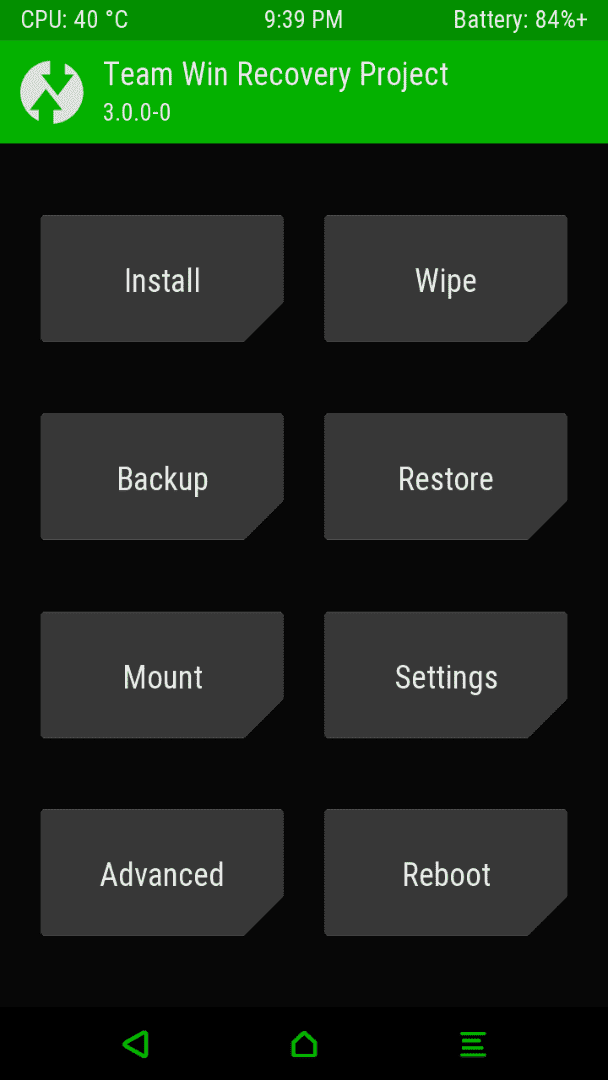 CPU: 40 °C 9:39 PM Battery: 84%+
Team Win Recovery Project
3.0.0-0
Install Wipe
Backup Restore
Mount Settings
Advanced Reboot